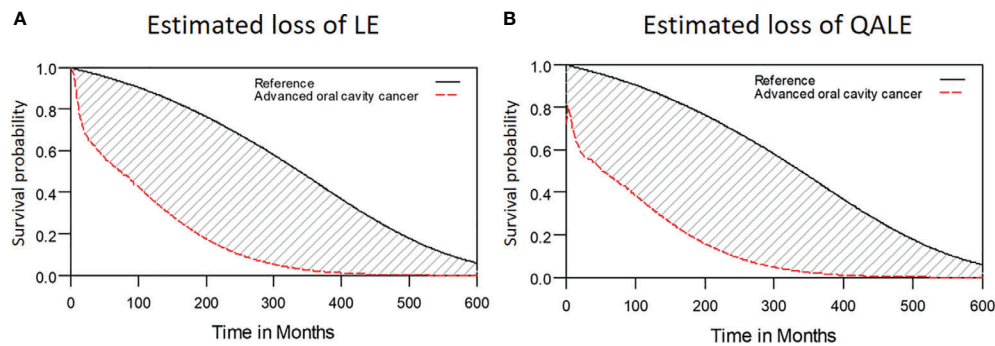 A
Estimated loss of LE
Survival probability
1.0
0.8
0.6
0.4
0.2
0.0
Reference
Advanced oral cavity cancer
0 100 200 300 400 500 600
Time in Months
B
Estimated loss of QALE
Survival probability
1.0
0.8
0.6
0.4
0.2
0.0
Reference
Advanced oral cavity cancer
0 100 200 300 400 500 600
Time in Months